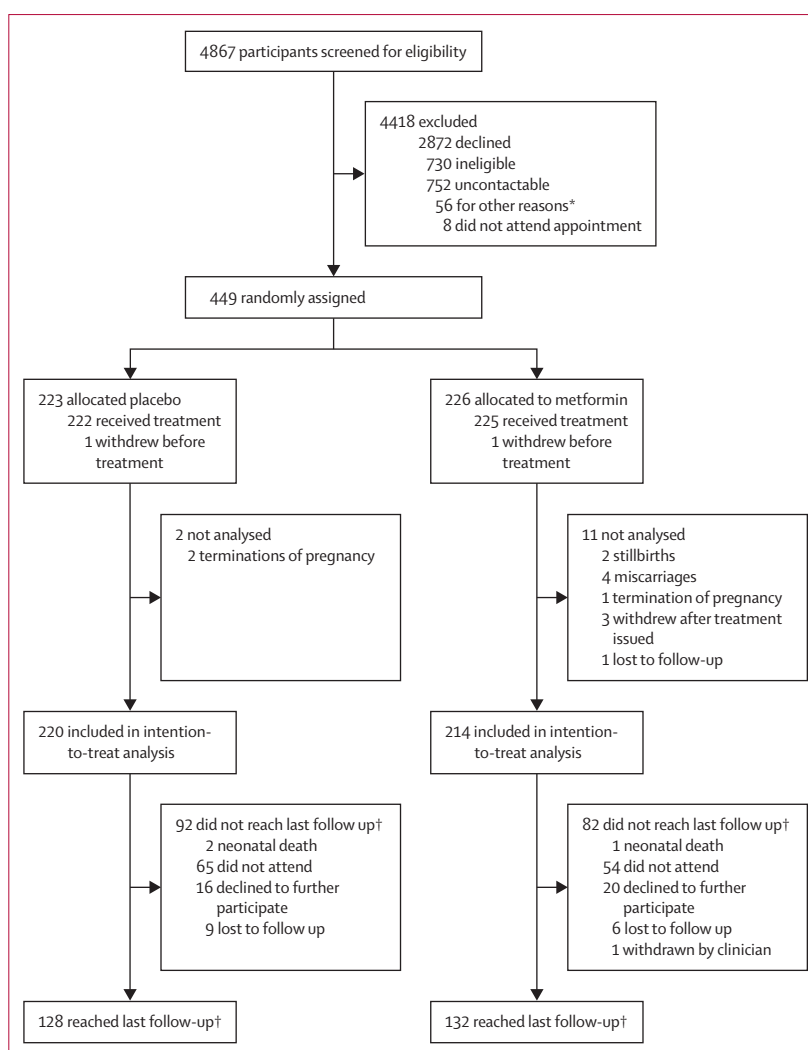 4867 participants screened for eligibility
4418 excluded
2872 declined
730 ineligible
752 uncontactable
56 for other reasons*
8 did not attend appointment
449 randomly assigned
223 allocated placebo
222 received treatment
1 withdrew before
treatment
226 allocated to metformin
225 received treatment
1 withdrew before
treatment
2 not analysed
2 terminations of pregnancy
11 not analysed
2 stillbirths
4 miscarriages
1 termination of pregnancy
3 withdrew after treatment
issued
1 lost to follow-up
220 included in intention-
to-treat analysis
214 included in intention-
to-treat analysis
92 did not reach last follow up†
2 neonatal death
65 did not attend
16 declined to further
participate
9 lost to follow up
82 did not reach last follow up†
1 neonatal death
54 did not attend
20 declined to further
participate
6 lost to follow up
1 withdrawn by clinician
128 reached last follow-up†
132 reached last follow-up†